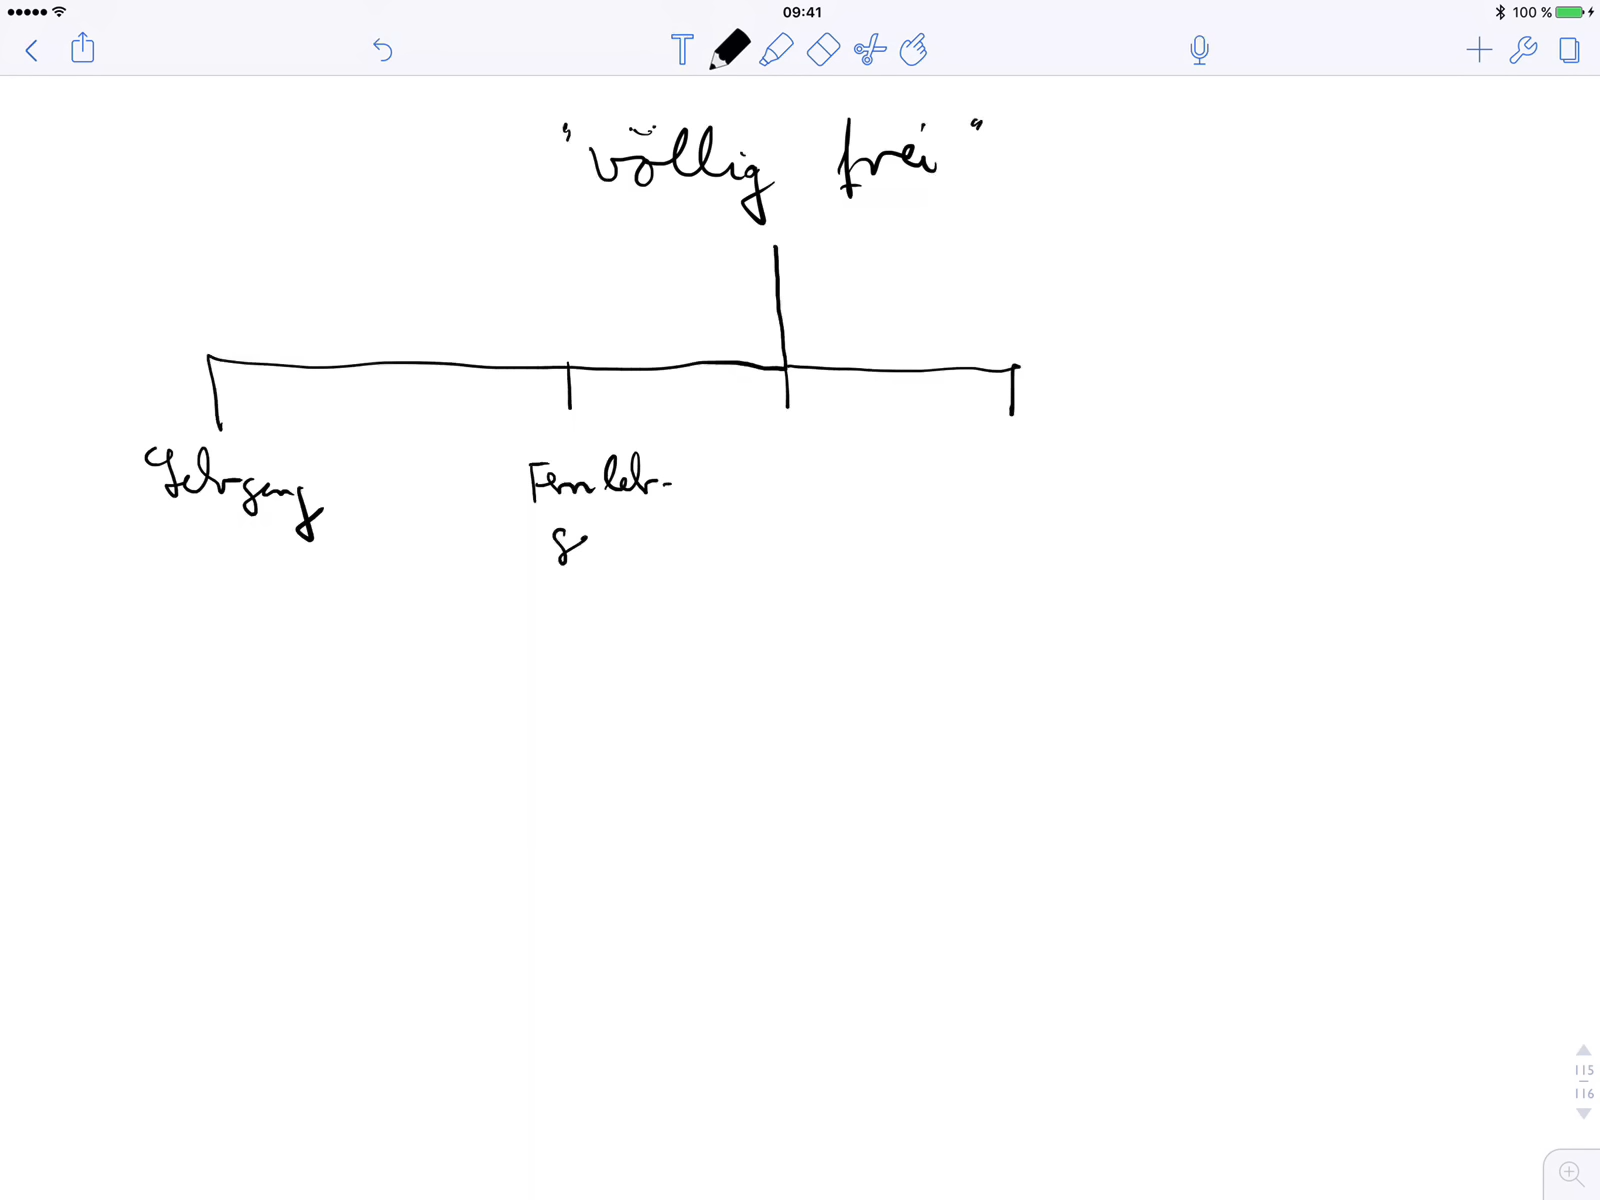 09:41
100 %
T
"völlig frei"
Lehrgang
Fernlehr-
g
115
116